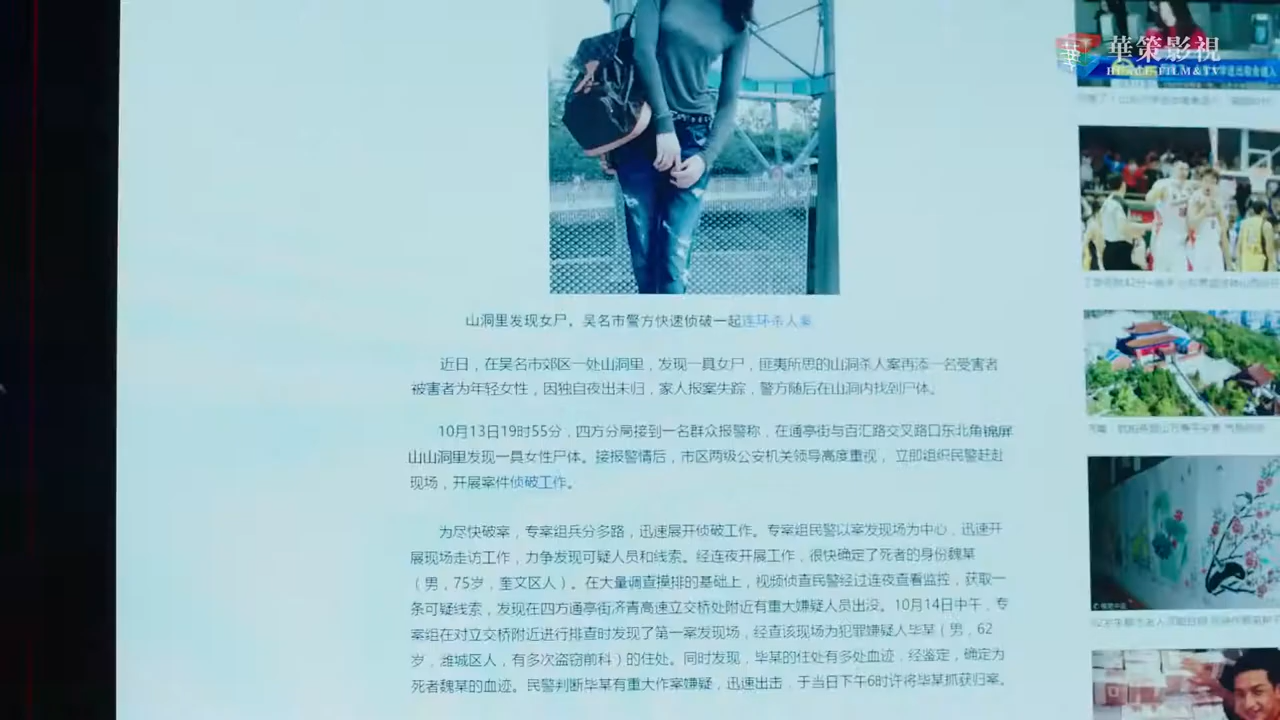 華策影視
HUACE FILM & TV
山洞里发现女尸。吴名市警方快速侦破一起连环杀人案
近日，在吴名市郊区一处山洞里，发现一具女尸，匪夷所思的山洞杀人案再添一名受害者
被害者为年轻女性，因独自夜出未归，家人报案失踪，警方随后在山洞内找到尸体。
10月13日19时55分，四方分局接到一名群众报警称，在通亭街与百汇路交叉路口东北角锦屏
山山洞里发现一具女性尸体。接报警情后，市区两级公安机关领导高度重视， 立即组织民警赶赴
现场，开展案件侦破工作。
为尽快破案，专案组兵分多路，迅速展开侦破工作。专案组民警以案发现场为中心，迅速开
展现场走访工作，力争发现可疑人员和线索。经连夜开展工作，很快确定了死者的身份魏某
（男，75岁，奎文区人）。在大量调查摸排的基础上，视频侦查民警经过连夜查看监控，获取一
条可疑线索，发现在四方通亭街济青高速立交桥处附近有重大嫌疑人员出没。10月14日中午，专
案组在对立交桥附近进行排查时发现了第一案发现场，经查该现场为犯罪嫌疑人毕某（男，62
岁，潍城区人，有多次盗窃前科）的住处。同时发现，毕某的住处有多处血迹，经鉴定，确定为
死者魏某的血迹。民警判断毕某有重大作案嫌疑，迅速出击，于当日下午6时许将毕某抓获归案。